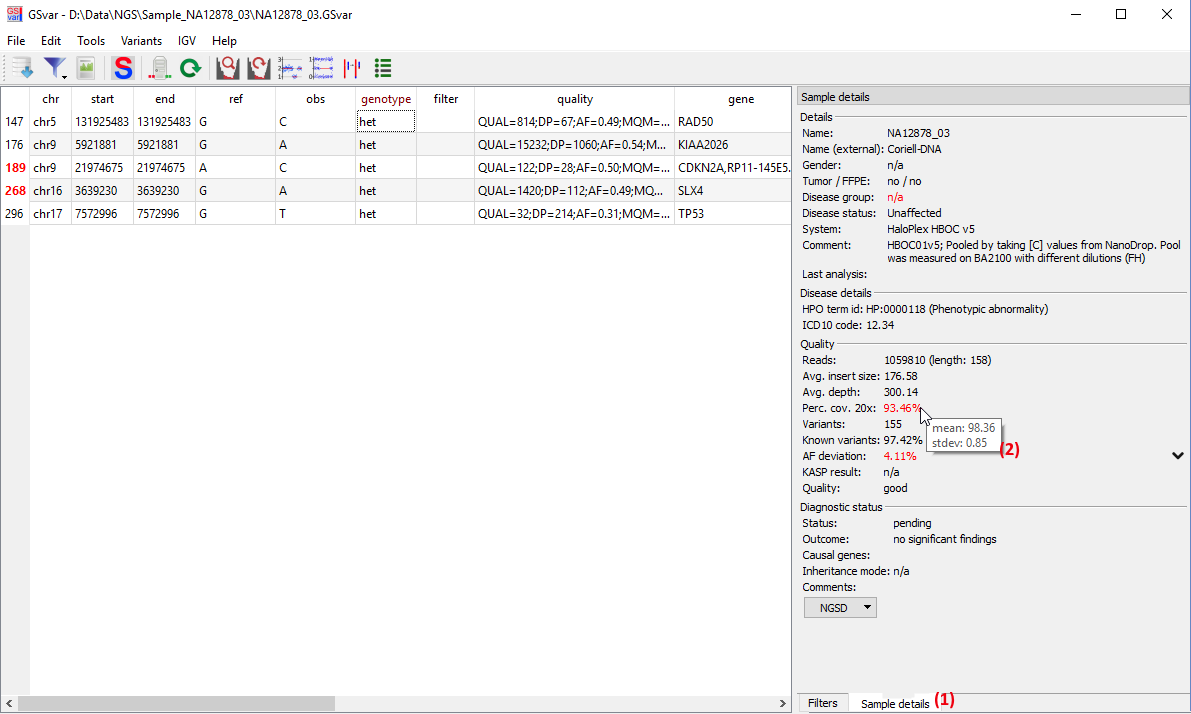 GSvar - D:\Data\NGS\Sample_NA12878_03\NA12878_03.GSvar
File Edit Tools Variants IGV Help
chr start end ref obs genotype filter quality gene
147 chr5 131925483 131925483 G C het QUAL=814;DP=67;AF=0.49;MQM=... RAD50
176 chr9 5921881 5921881 G A het QUAL=15232;DP=1060;AF=0.54;M... KIAA2026
189 chr9 21974675 21974675 A C het QUAL=122;DP=28;AF=0.50;MQM=... CDKN2A,RP11-145E5.
268 chr16 3639230 3639230 G A het QUAL=1420;DP=112;AF=0.49;MQ... SLX4
296 chr17 7572996 7572996 G T het QUAL=32;DP=214;AF=0.31;MQM=... TP53
Sample details
Details
Name: NA12878_03
Name (external): Coriell-DNA
Gender: n/a
Tumor / FFPE: no / no
Disease group: n/a
Disease status: Unaffected
System: HaloPlex HBOC v5
Comment: HBOC01v5; Pooled by taking [C] values from NanoDrop. Pool
was measured on BA2100 with different dilutions (FH)
Last analysis:
Disease details
HPO term id: HP:0000118 (Phenotypic abnormality)
ICD10 code: 12.34
Quality
Reads: 1059810 (length: 158)
Avg. insert size: 176.58
Avg. depth: 300.14
Perc. cov. 20x: 93.46%
Variants: 155
mean: 98.36
Known variants: 97.42%
stdev: 0.85
(2)
AF deviation: 4.11%
KASP result: n/a
Quality: good
Diagnostic status
Status: pending
Outcome: no significant findings
Causal genes:
Inheritance mode: n/a
Comments:
NGSD
Filters Sample details (1)